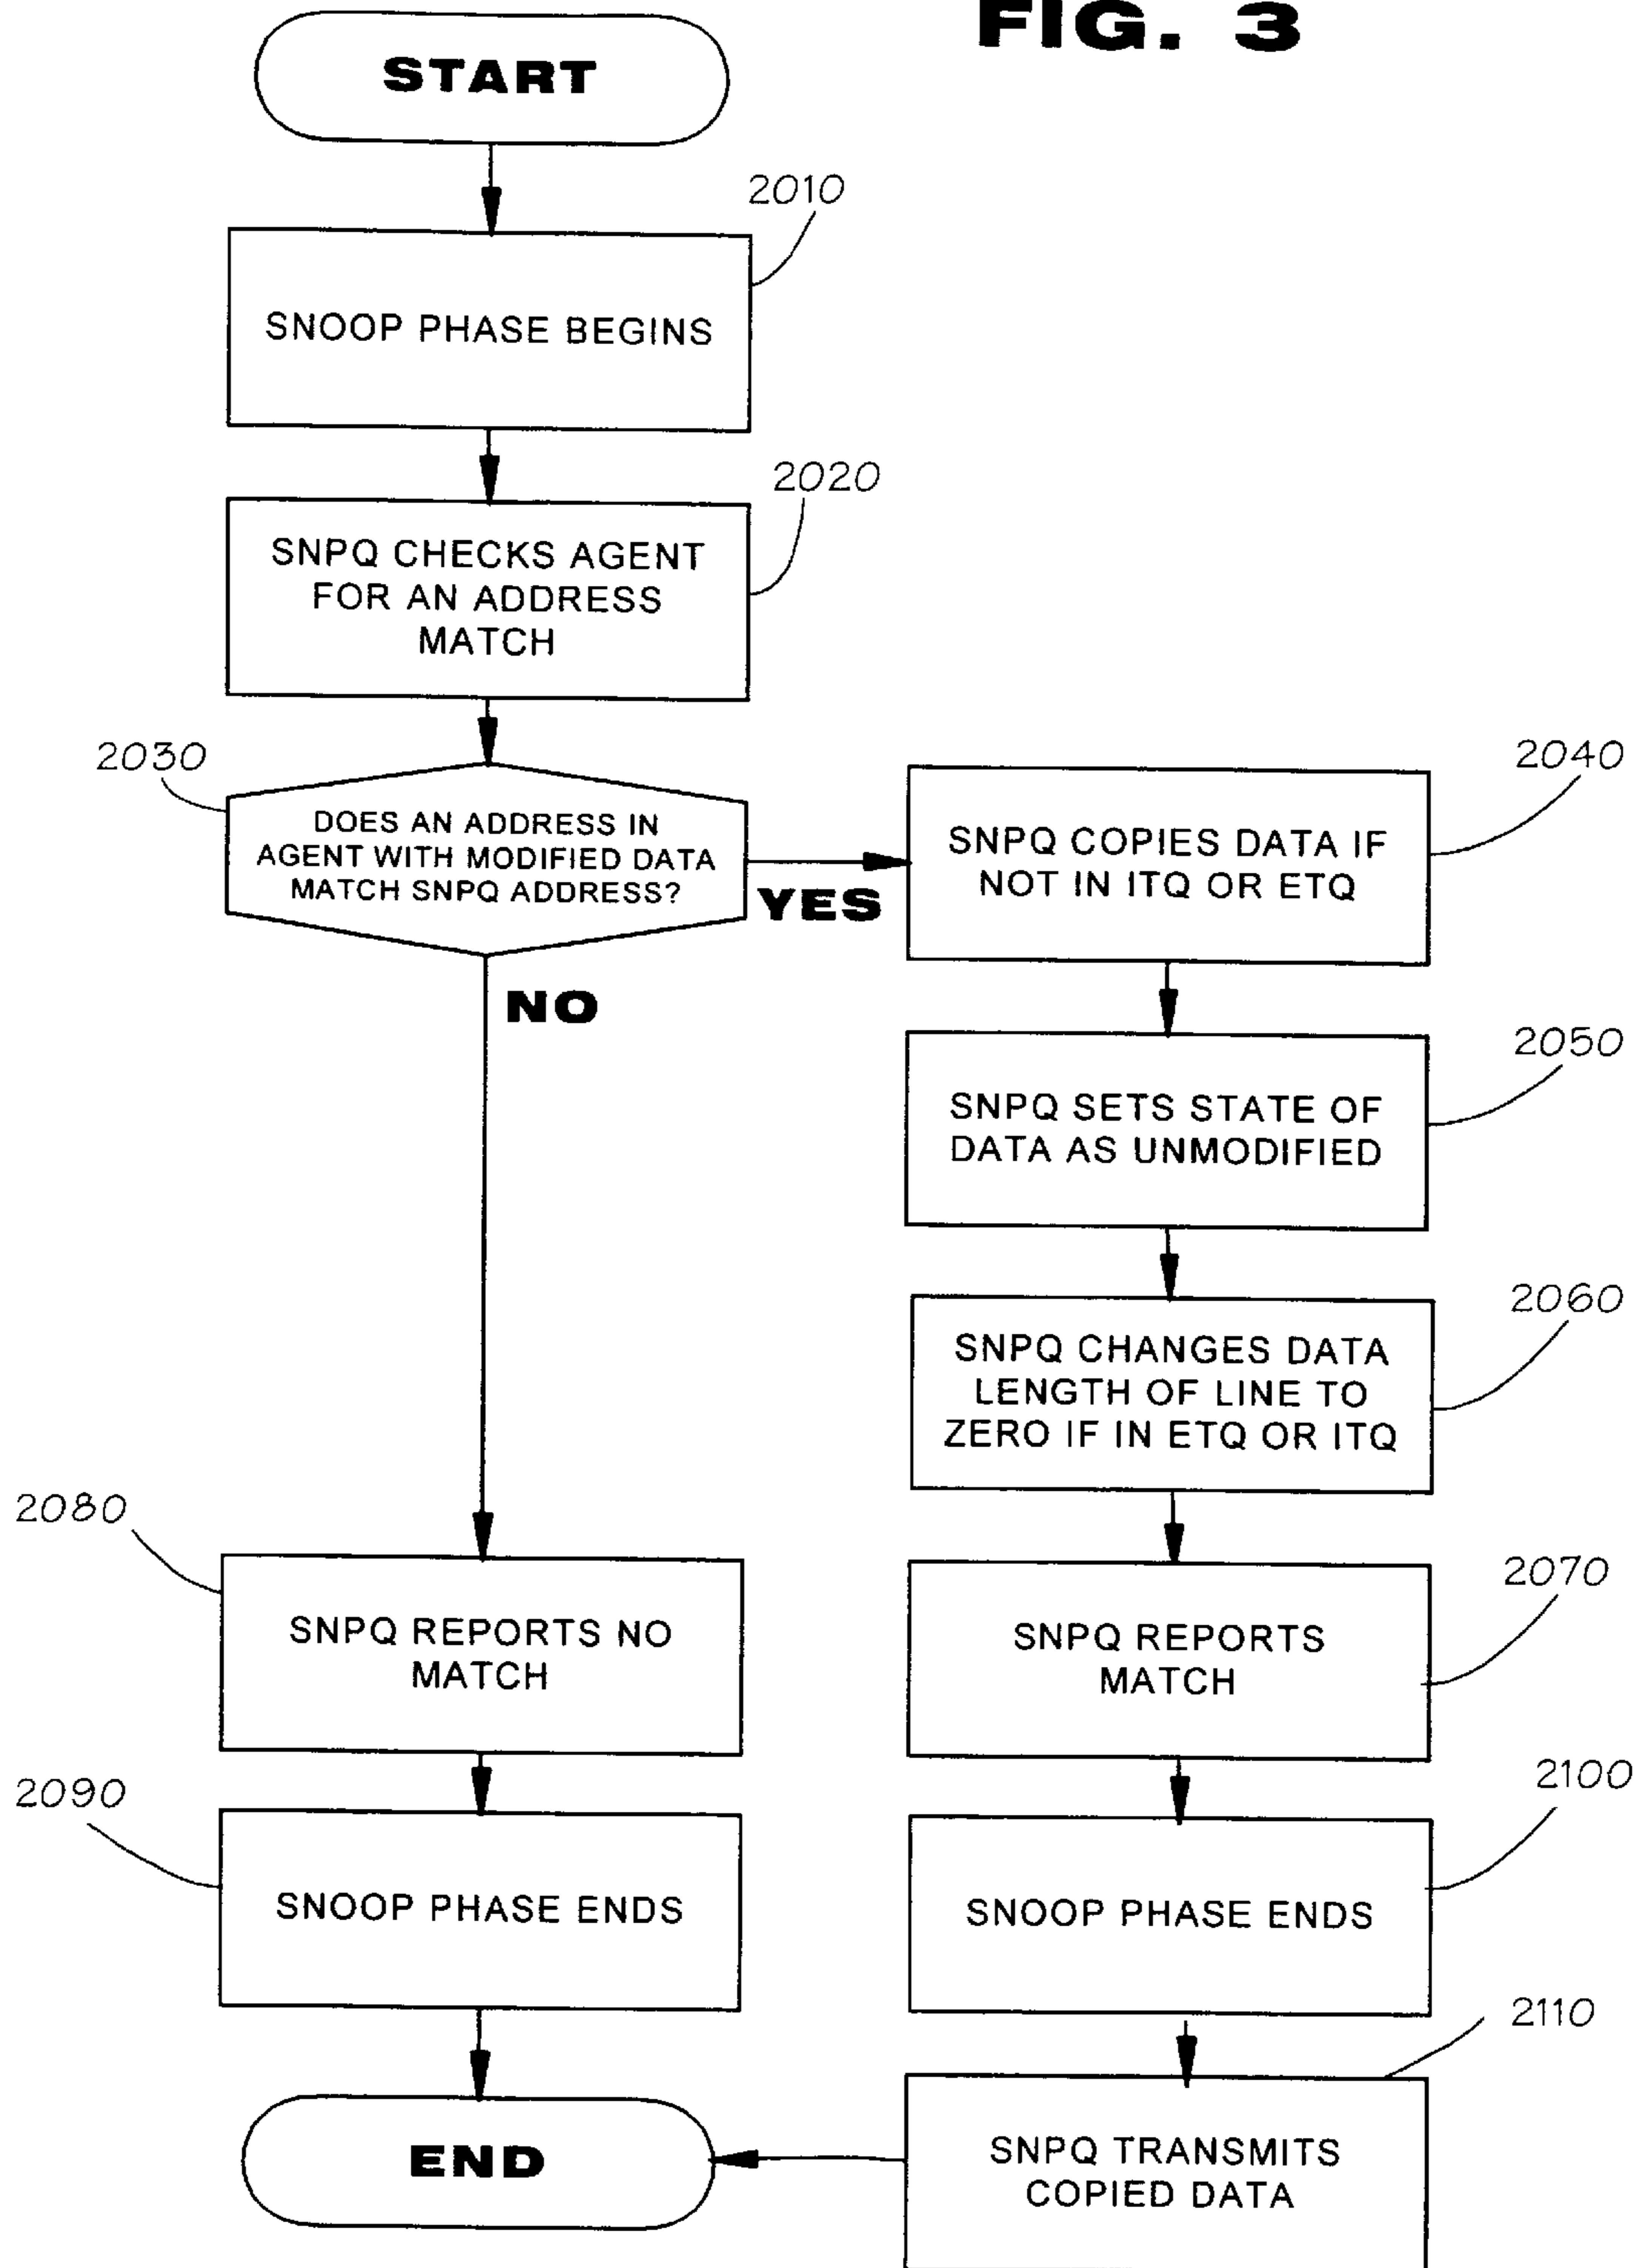 FIG. 3
START
2010
SNOOP PHASE BEGINS
2020
SNPQ CHECKS AGENT
FOR AN ADDRESS
MATCH
2030
DOES AN ADDRESS IN
AGENT WITH MODIFIED DATA
MATCH SNPQ ADDRESS?
YES
NO
2040
SNPQ COPIES DATA IF
NOT IN ITQ OR ETQ
2050
SNPQ SETS STATE OF
DATA AS UNMODIFIED
2060
SNPQ CHANGES DATA
LENGTH OF LINE TO
ZERO IF IN ETQ OR ITQ
2080
SNPQ REPORTS NO
MATCH
2070
SNPQ REPORTS
MATCH
2090
SNOOP PHASE ENDS
2100
SNOOP PHASE ENDS
2110
SNPQ TRANSMITS
COPIED DATA
END